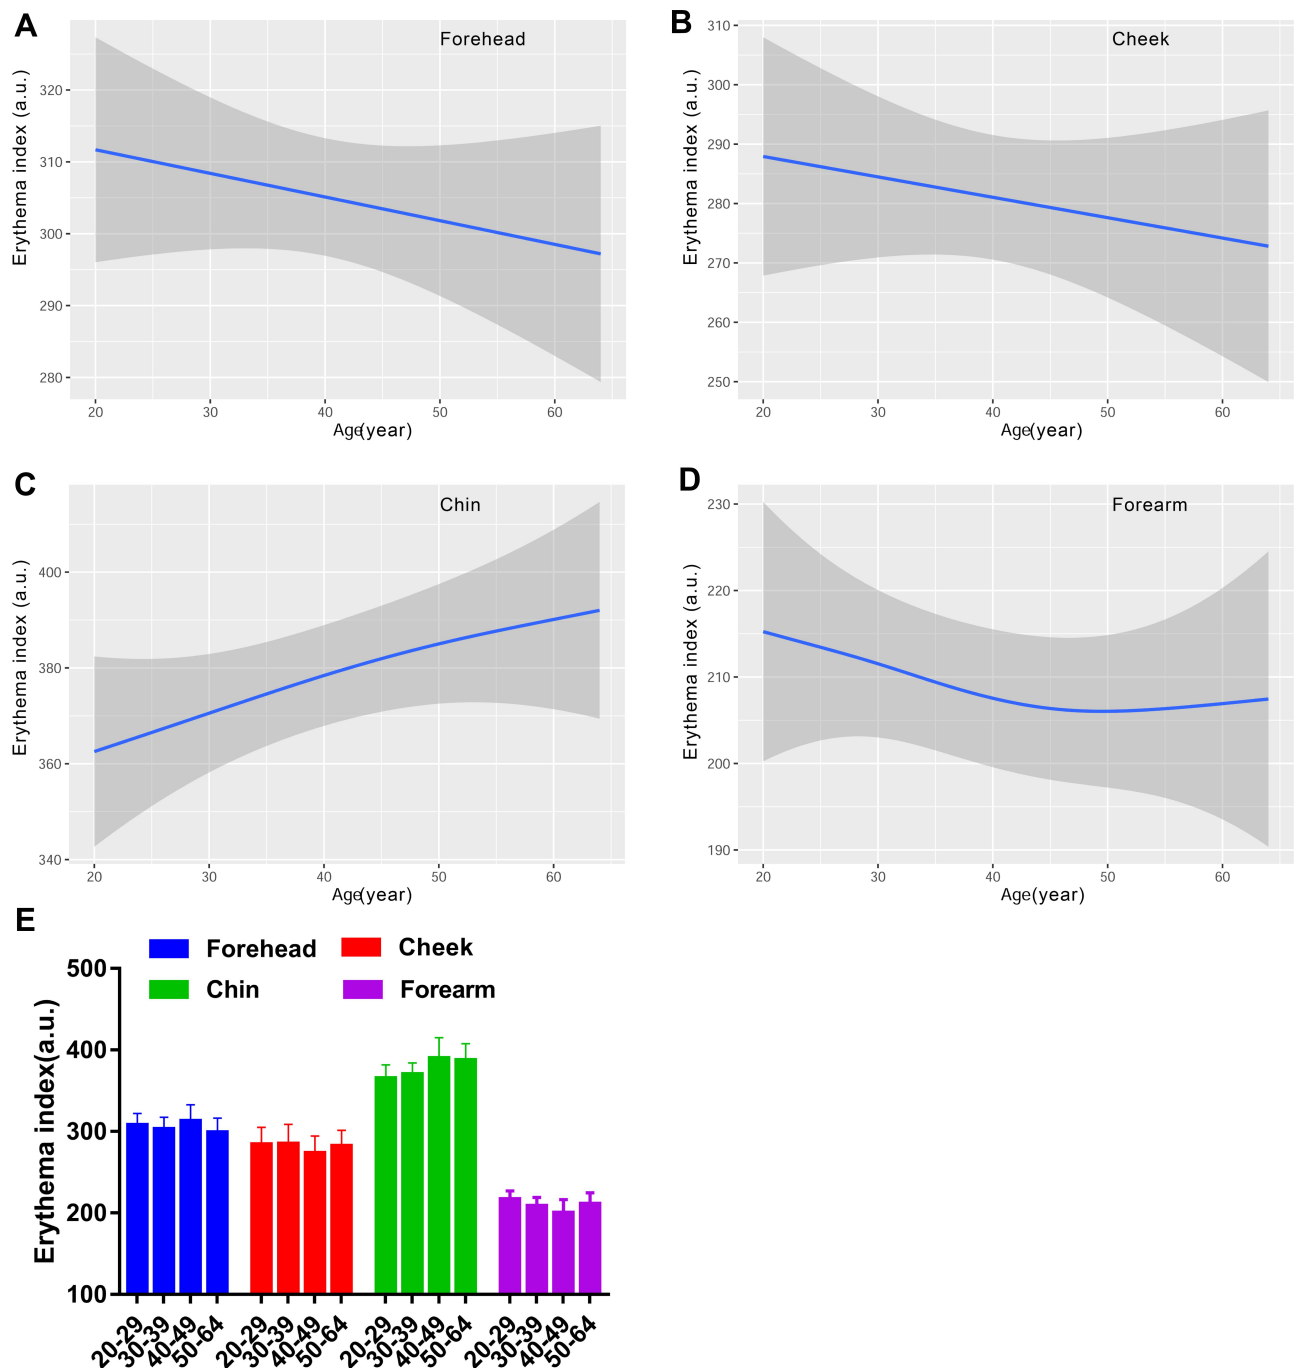 A
Forehead
Erythema index (a.u.)
320
310
300
290
280
20 30 40 50 60
Age(year)
B
Cheek
Erythema index (a.u.)
310
300
290
280
270
260
250
20 30 40 50 60
Age(year)
C
Chin
Erythema index (a.u.)
400
380
360
340
20 30 40 50 60
Age(year)
D
Forearm
Erythema index (a.u.)
230
220
210
200
190
20 30 40 50 60
Age(year)
E
Forehead Cheek
Chin Forearm
Erythema index(a.u.)
500
400
300
200
100
20-29 30-39 40-49 50-64 20-29 30-39 40-49 50-64 20-29 30-39 40-49 50-64 20-29 30-39 40-49 50-64